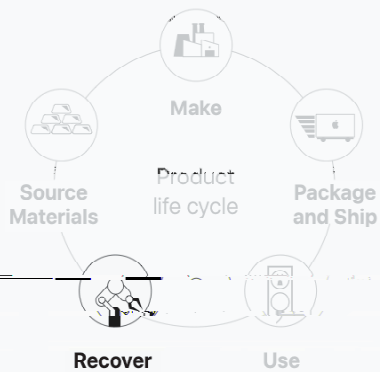 Make
Source
Materials
Product
life cycle
Package
and Ship
Recover
Use